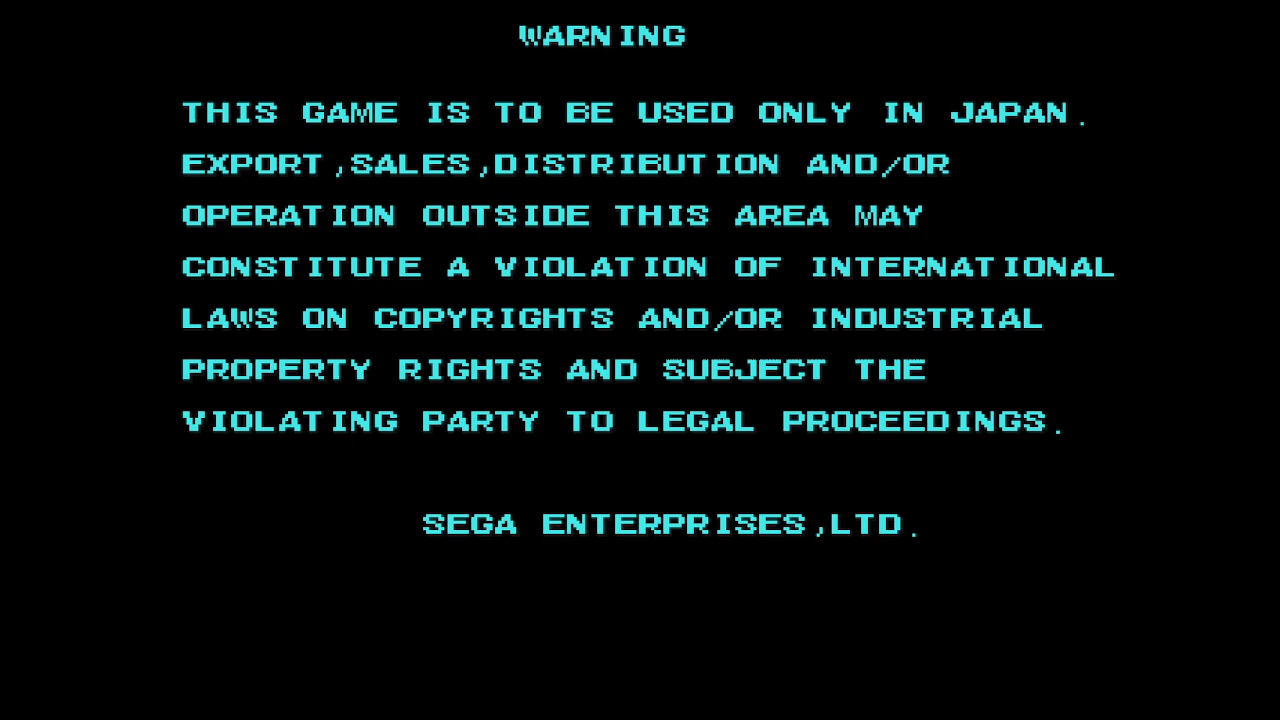 WARNING
THIS GAME IS TO BE USED ONLY IN JAPAN.
EXPORT,SALES,DISTRIBUTION AND/OR
OPERATION OUTSIDE THIS AREA MAY
CONSTITUTE A VIOLATION OF INTERNATIONAL
LAWS ON COPYRIGHTS AND/OR INDUSTRIAL
PROPERTY RIGHTS AND SUBJECT THE
VIOLATING PARTY TO LEGAL PROCEEDINGS.
SEGA ENTERPRISES,LTD.